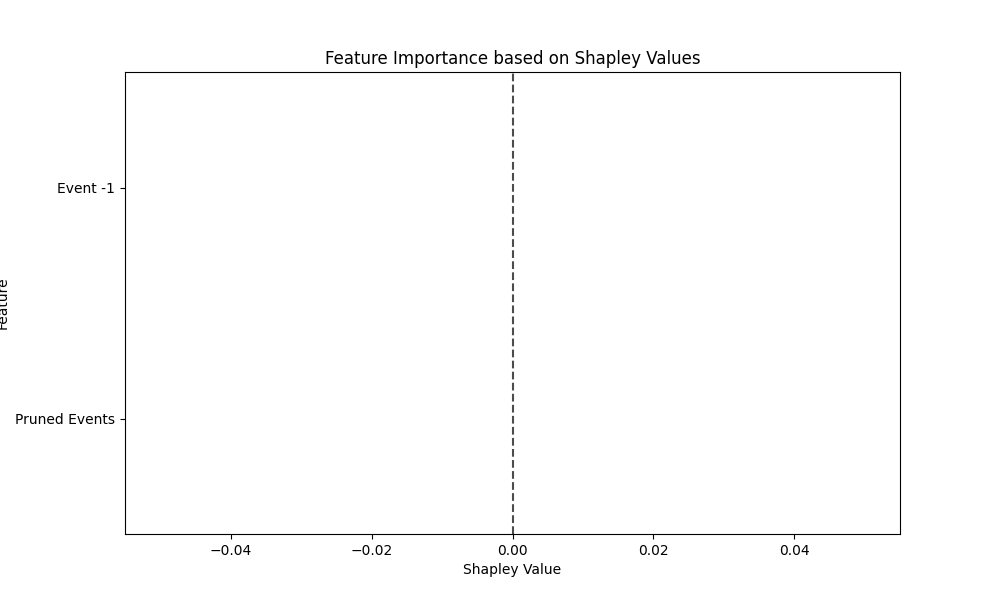 Feature Importance based on Shapley Values
Event -1
Feature
Pruned Events
−0.04
−0.02
0.00
0.02
0.04
Shapley Value